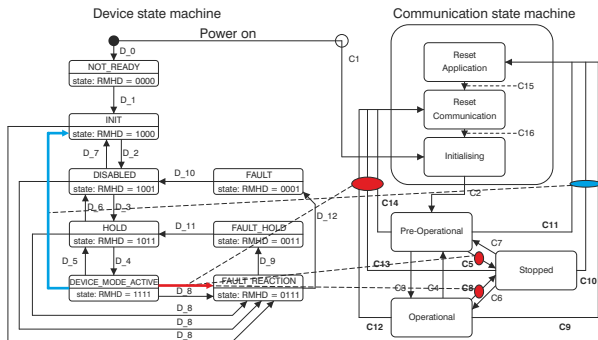 Device state machine
Communication state machine
Power on
D_0
C1
NOT_READY
state: RMHD = 0000
Reset
Application
D_1
C15
INIT
state: RMHD = 1000
Reset
Communication
D_7
D_2
C16
DISABLED
state: RMHD = 1001
D_10
FAULT
state: RMHD = 0001
Initialising
C2
C14
D_6
D_3
D_12
HOLD
state: RMHD = 1011
D_11
FAULT_HOLD
state: RMHD = 0011
Pre-Operational
C11
C7
D_5
D_4
D_9
C13
C5
Stopped
DEVICE_MODE_ACTIVE
state: RMHD = 1111
D_8
D_8
FAULT_REACTION
state: RMHD = 0111
C3
C4
C8
C6
C10
D_8
D_8
D_8
C12
Operational
C9